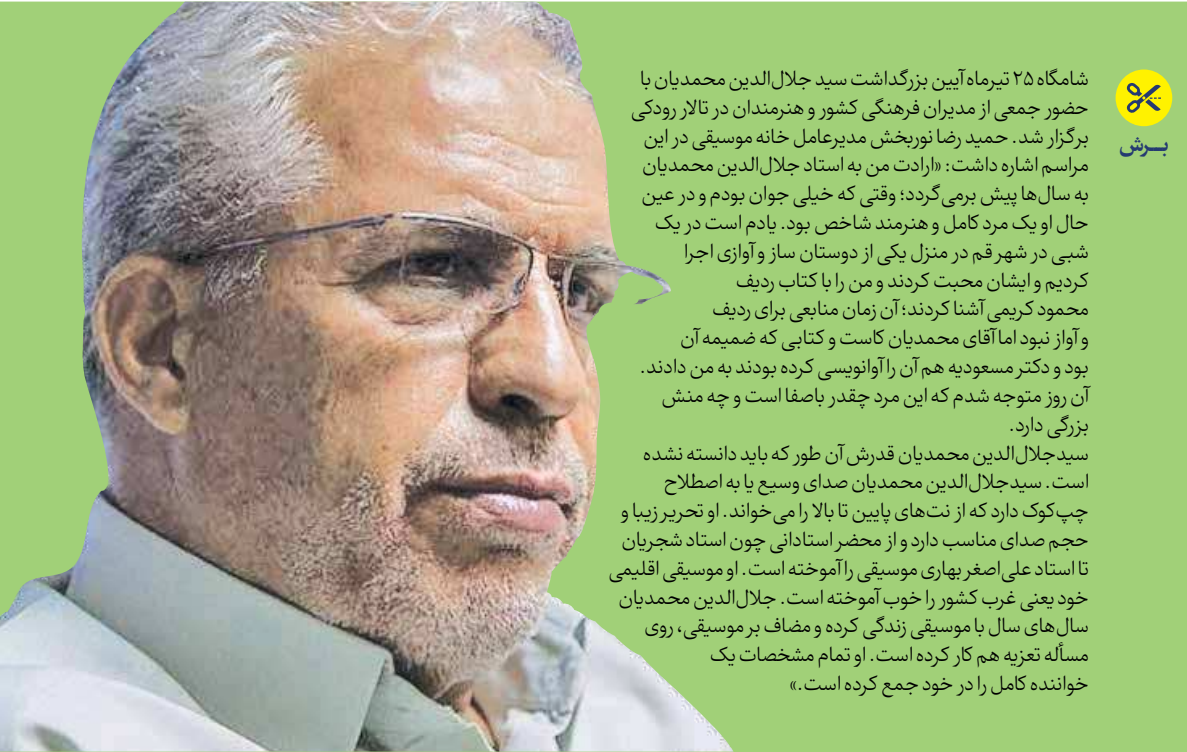 برش
شامگاه ۲۵ تیرماه آیین بزرگداشت سید جلال‌الدین محمدیان با
حضور جمعی از مدیران فرهنگی کشور و هنرمندان در تالار رودکی
برگزار شد. حمید رضا نوربخش مدیرعامل خانه موسیقی در این
مراسم اشاره داشت: «ارادت من به استاد جلال‌الدین محمدیان
به سال‌ها پیش برمی‌گردد؛ وقتی که خیلی جوان بودم و در عین
حال او یک مرد کامل و هنرمند شاخص بود. یادم است در یک
شبی در شهر قم در منزل یکی از دوستان ساز و آوازی اجرا
کردیم و ایشان محبت کردند و من را با کتاب ردیف
محمود کریمی آشنا کردند؛ آن زمان منابعی برای ردیف
و آواز نبود اما آقای محمدیان کاست و کتابی که ضمیمه آن
بود و دکتر مسعودیه هم آن را آوانویسی کرده بودند به من دادند.
آن روز متوجه شدم که این مرد چقدر باصفا است و چه منش
بزرگی دارد.
سیدجلال‌الدین محمدیان قدرش آن طور که باید دانسته نشده
است. سیدجلال‌الدین محمدیان صدای وسیع یا به اصطلاح
چپ‌کوک دارد که از نت‌های پایین تا بالا را می‌خواند. او تحریر زیبا و
حجم صدای مناسب دارد و از محضر استادانی چون استاد شجریان
تا استاد علی‌اصغر بهاری موسیقی را آموخته است. او موسیقی اقلیمی
خود یعنی غرب کشور را خوب آموخته است. جلال‌الدین محمدیان
سال‌های سال با موسیقی زندگی کرده و مضاف بر موسیقی، روی
مسأله تعزیه هم کار کرده است. او تمام مشخصات یک
خواننده کامل را در خود جمع کرده است.»